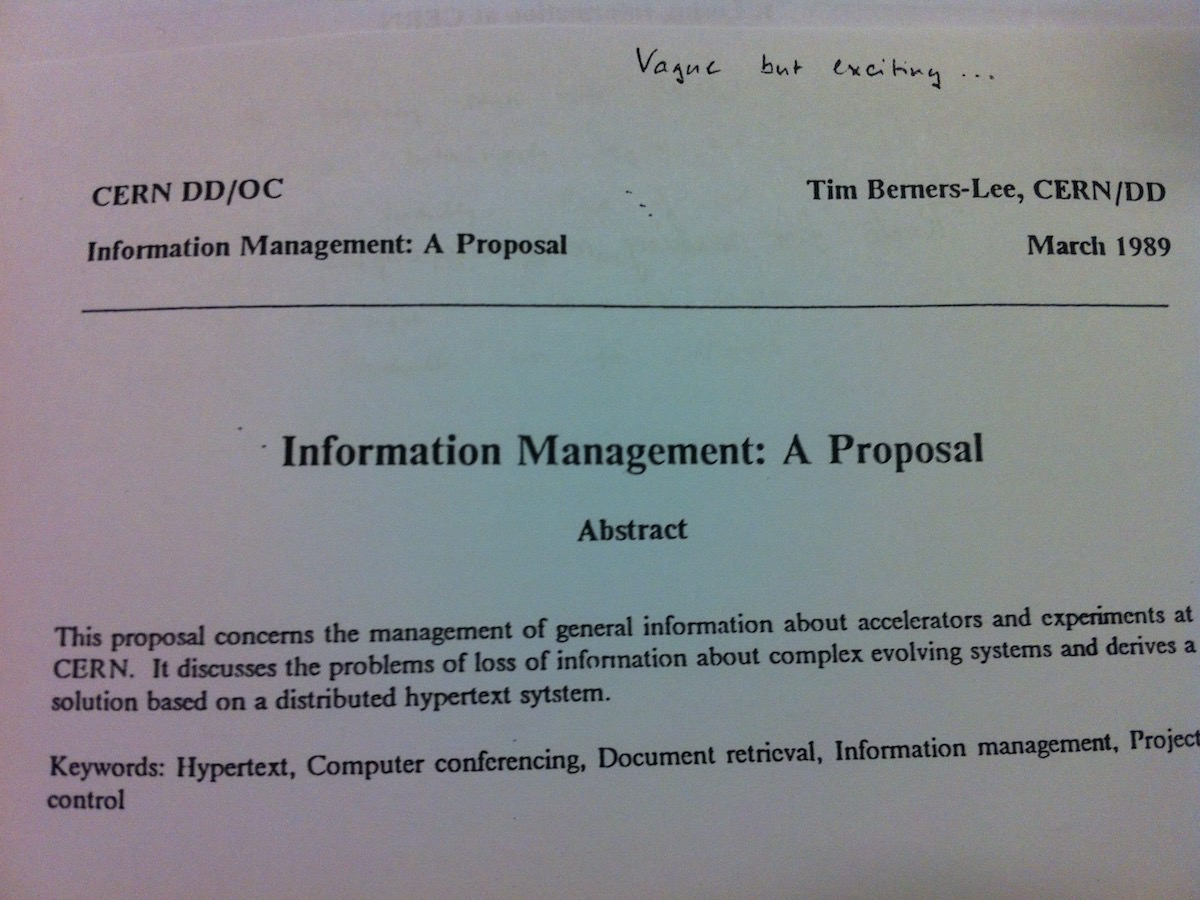 Vague but exciting ...
CERN DD/OC
Tim Berners-Lee, CERN/DD
Information Management: A Proposal
March 1989
Information Management: A Proposal
Abstract
This proposal concerns the management of general information about accelerators and experiments at
CERN. It discusses the problems of loss of information about complex evolving systems and derives a
solution based on a distributed hypertext sytstem.
Keywords: Hypertext, Computer conferencing, Document retrieval, Information management, Project
control